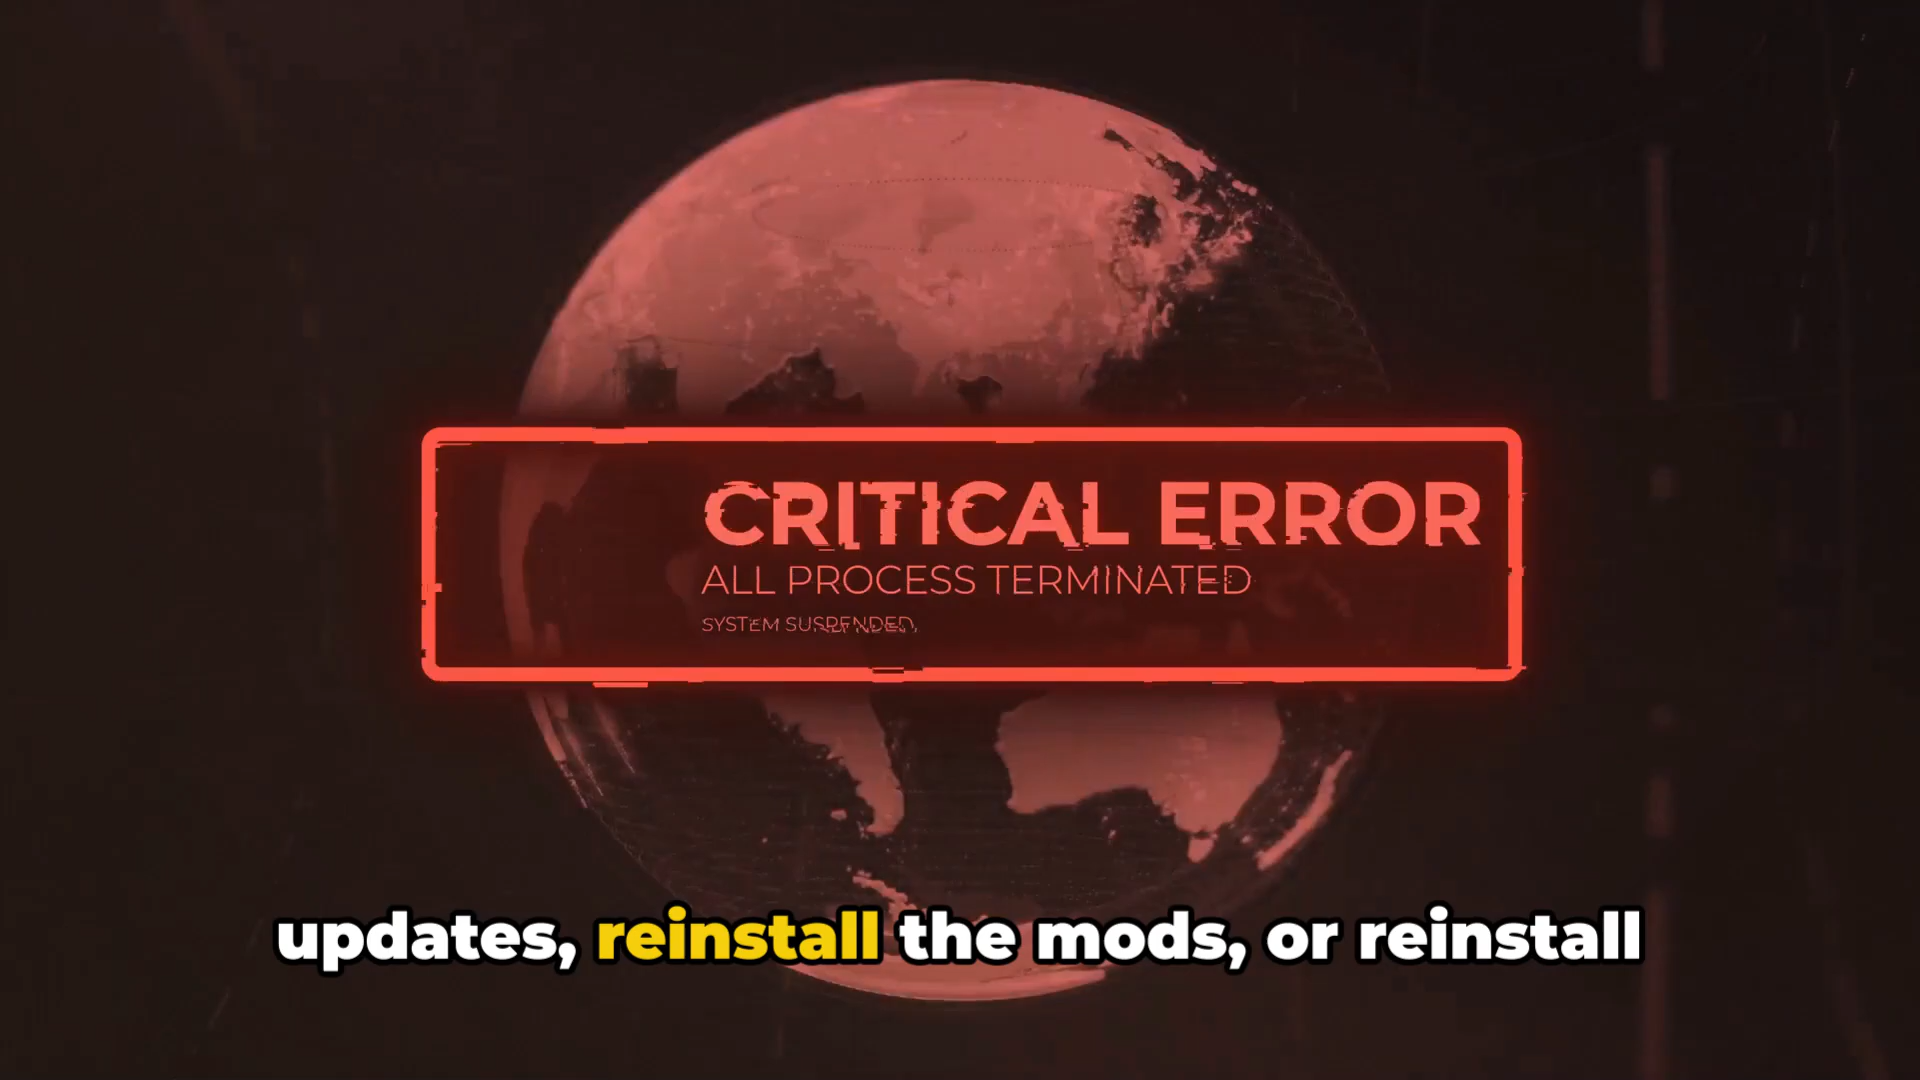 CRITICAL ERROR
ALL PROCESS TERMINATED
SYSTEM SUSPENDED,
updates, reinstall the mods, or reinstall